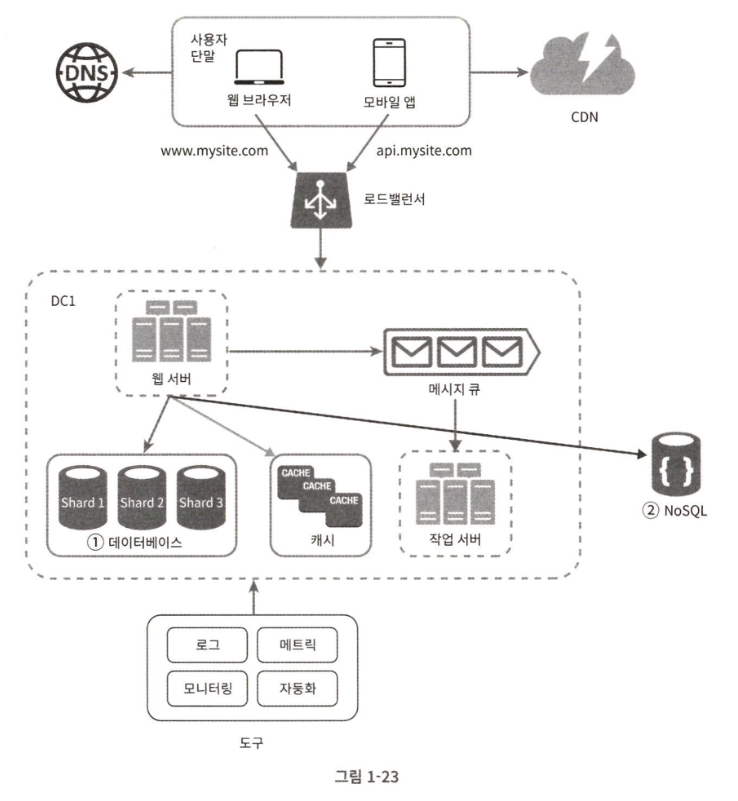 사용자
단말
DNS
웹 브라우저
모바일 앱
CDN
www.mysite.com
api.mysite.com
로드밸런서
DC1
웹 서버
메시지 큐
Shard 1
Shard 2
Shard 3
① 데이터베이스
CACHE
CACHE
CACHE
캐시
작업 서버
{ }
② NoSQL
로그
메트릭
모니터링
자동화
도구
그림 1-23